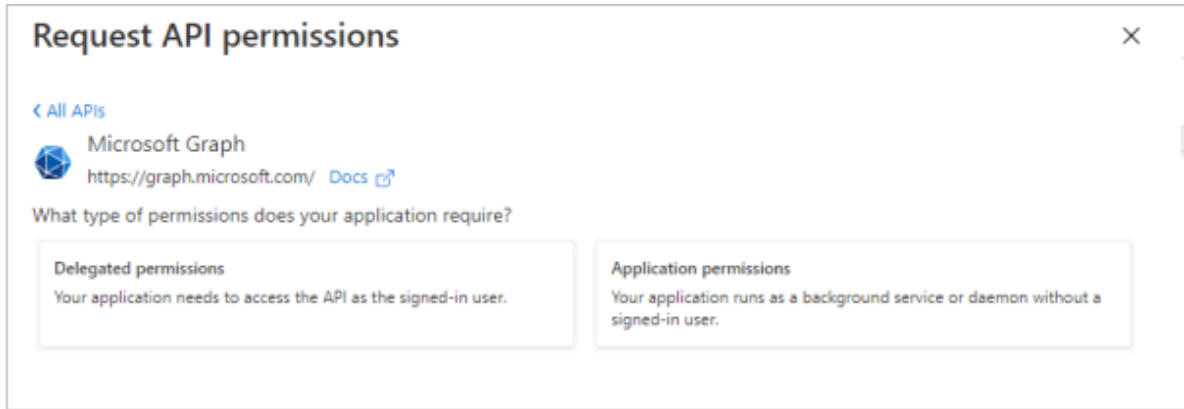 Request API permissions
All APIs
Microsoft Graph
https://graph.microsoft.com/ Docs
What type of permissions does your application require?
Delegated permissions
Your application needs to access the API as the signed-in user.
Application permissions
Your application runs as a background service or daemon without a
signed-in user.